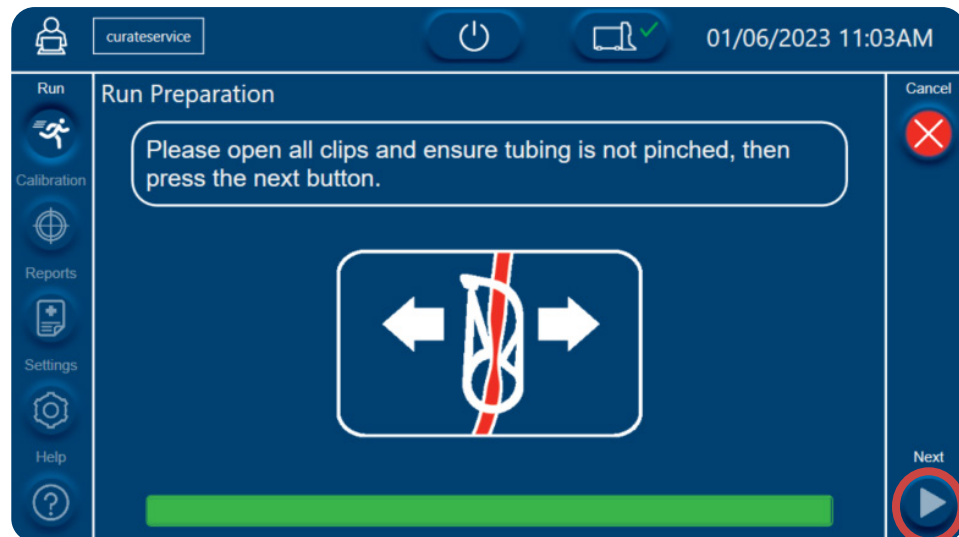 curateservice
01/06/2023 11:03AM
Run
Run Preparation
Cancel
Please open all clips and ensure tubing is not pinched, then
press the next button.
Calibration
Reports
Settings
Help
?
Next